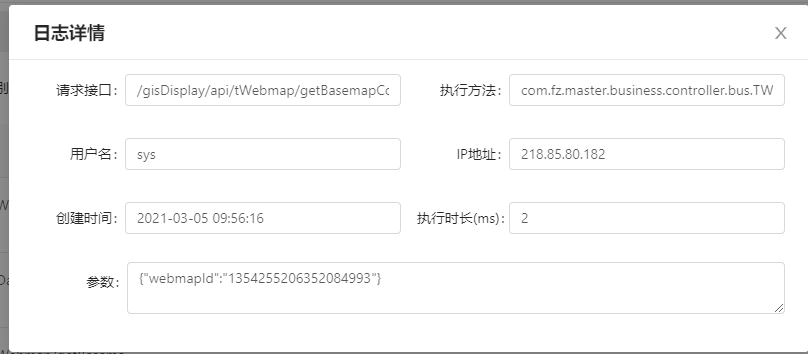 日志详情
请求接口: /gisDisplay/api/tWebmap/getBasemapCo
执行方法: com.fz.master.business.controller.bus.TW
用户名: sys
IP地址: 218.85.80.182
创建时间: 2021-03-05 09:56:16
执行时长(ms): 2
参数: {"webmapId":"1354255206352084993"}